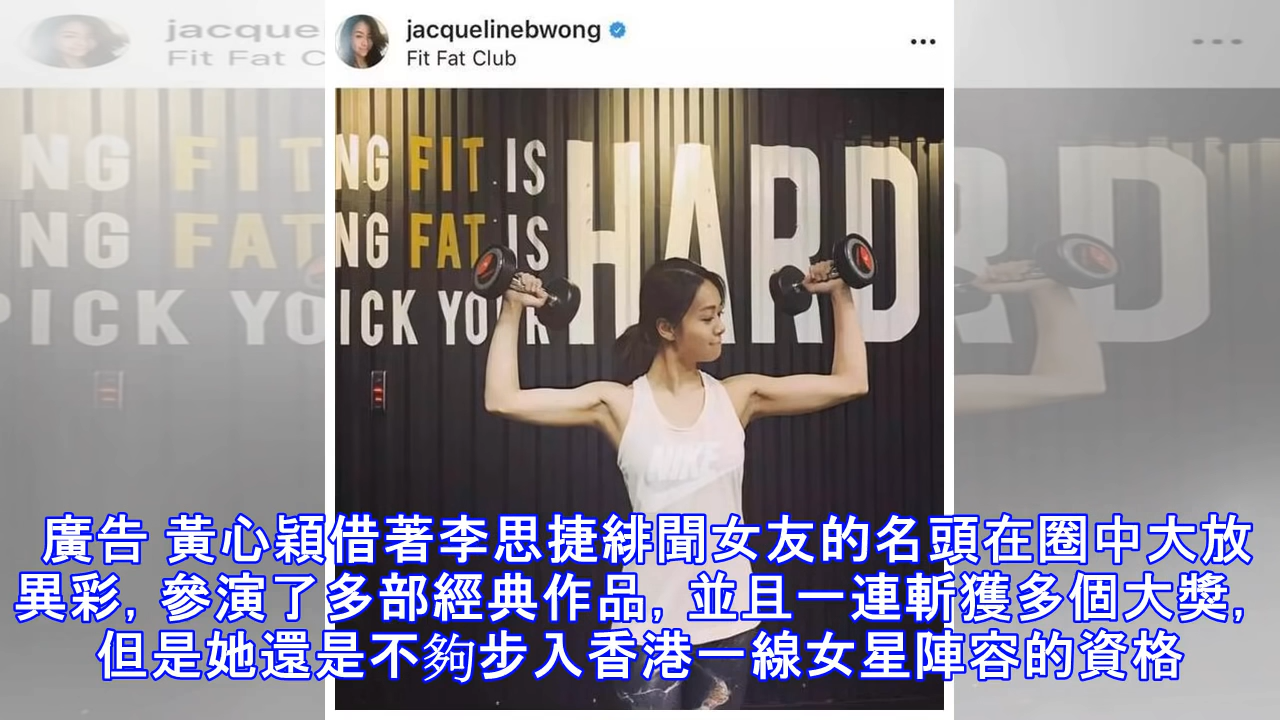 jacquelinebwong
Fit Fat Club
NG FIT IS HARD
NG FAT IS
ICK YOUR
NIKE
廣告 黃心穎借著李思捷緋聞女友的名頭在圈中大放
異彩, 參演了多部經典作品, 並且一連斬獲多個大獎,
但是她還是不夠步入香港一線女星陣容的資格